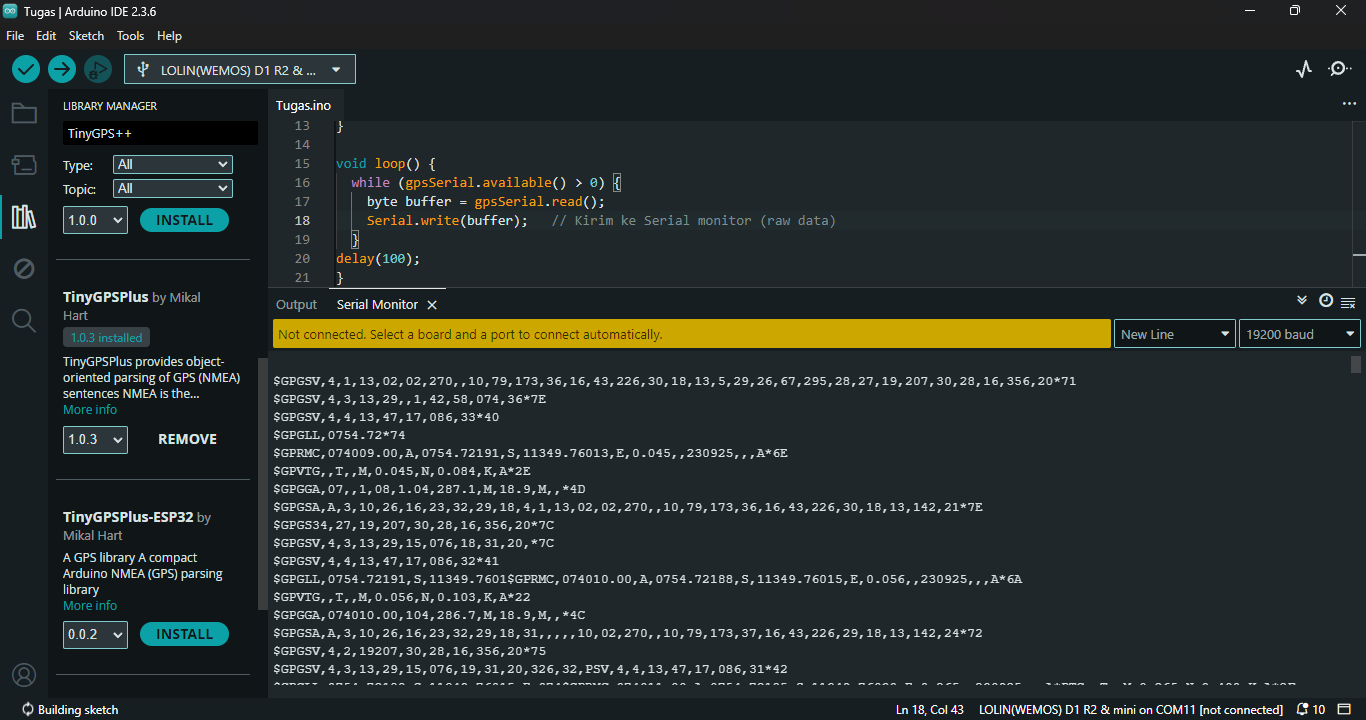 Tugas | Arduino IDE 2.3.6
File Edit Sketch Tools Help
LOLIN(WEMOS) D1 R2 & ...
LIBRARY MANAGER
TinyGPS++
Type: All
Topic: All
1.0.0 INSTALL
TinyGPSPlus by Mikal
Hart
1.0.3 installed
TinyGPSPlus provides object-
oriented parsing of GPS (NMEA)
sentences NMEA is the...
More info
1.0.3 REMOVE
TinyGPSPlus-ESP32 by
Mikal Hart
A GPS library A compact
Arduino NMEA (GPS) parsing
library
More info
0.0.2 INSTALL
Tugas.ino
13 }
14
15 void loop() {
16 while (gpsSerial.available() > 0) {
17 byte buffer = gpsSerial.read();
18 Serial.write(buffer); // Kirim ke Serial monitor (raw data)
19 }
20 delay(100);
21 }
Output Serial Monitor
Not connected. Select a board and a port to connect automatically.
New Line 19200 baud
$GPGSV,4,1,13,02,02,270,,10,79,173,36,16,43,226,30,18,13,5,29,26,67,295,28,27,19,207,30,28,16,356,20*71
$GPGSV,4,3,13,29,,1,42,58,074,36*7E
$GPGSV,4,4,13,47,17,086,33*40
$GPGLL,0754.72*74
$GPRMC,074009.00,A,0754.72191,S,11349.76013,E,0.045,,230925,,,A*6E
$GPVTG,,T,,M,0.045,N,0.084,K,A*2E
$GPGGA,07,,1,08,1.04,287.1,M,18.9,M,,*4D
$GPGSA,A,3,10,26,16,23,32,29,18,4,1,13,02,02,270,,10,79,173,36,16,43,226,30,18,13,142,21*7E
$GPGS34,27,19,207,30,28,16,356,20*7C
$GPGSV,4,3,13,29,15,076,18,31,20,*7C
$GPGSV,4,4,13,47,17,086,32*41
$GPGLL,0754.72191,S,11349.7601$GPRMC,074010.00,A,0754.72188,S,11349.76015,E,0.056,,230925,,,A*6A
$GPVTG,,T,,M,0.056,N,0.103,K,A*22
$GPGGA,074010.00,104,286.7,M,18.9,M,,*4C
$GPGSA,A,3,10,26,16,23,32,29,18,31,,,,,10,02,270,,10,79,173,37,16,43,226,29,18,13,142,24*72
$GPGSV,4,2,19207,30,28,16,356,20*75
$GPGSV,4,3,13,29,15,076,19,31,20,326,32,PSV,4,4,13,47,17,086,31*42
Building sketch
Ln 18, Col 43 LOLIN(WEMOS) D1 R2 & mini on COM11 [not connected] 10